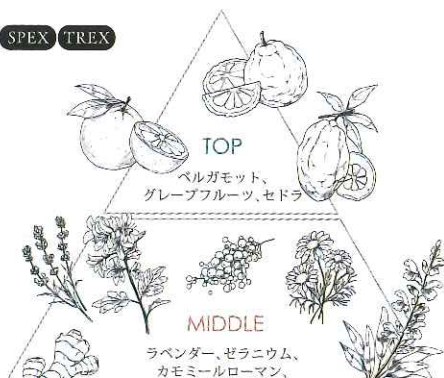 SPEX TREX
TOP
ベルガモット、
グレープフルーツ、セドラ
MIDDLE
ラベンダー、ゼラニウム、
カモミールローマン、